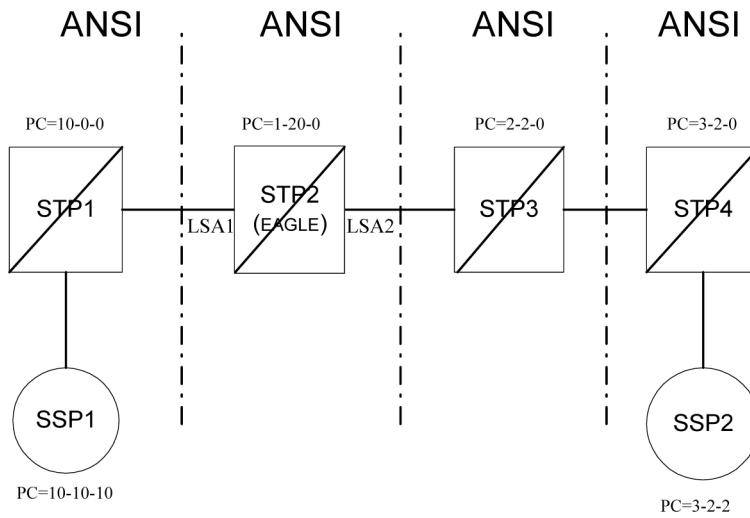 ANSI ANSI ANSI ANSI
PC=10-0-0 PC=1-20-0 PC=2-2-0 PC=3-2-0
STP1 STP2 STP3 STP4
(EAGLE)
LSA1 LSA2
SSP1 SSP2
PC=10-10-10 PC=3-2-2